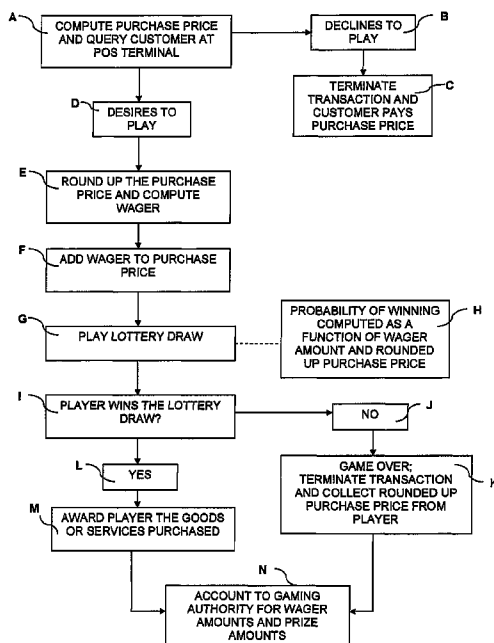 A
COMPUTE PURCHASE PRICE
AND QUERY CUSTOMER AT
POS TERMINAL
B
DECLINES TO
PLAY
C
TERMINATE
TRANSACTION AND
CUSTOMER PAYS
PURCHASE PRICE
D
DESIRES TO
PLAY
E
ROUND UP THE PURCHASE
PRICE AND COMPUTE
WAGER
F
ADD WAGER TO PURCHASE
PRICE
G
PLAY LOTTERY DRAW
H
PROBABILITY OF WINNING
COMPUTED AS A
FUNCTION OF WAGER
AMOUNT AND ROUNDED
UP PURCHASE PRICE
I
PLAYER WINS THE LOTTERY
DRAW?
J
NO
L
YES
K
GAME OVER;
TERMINATE TRANSACTION
AND COLLECT ROUNDED UP
PURCHASE PRICE FROM
PLAYER
M
AWARD PLAYER THE GOODS
OR SERVICES PURCHASED
N
ACCOUNT TO GAMING
AUTHORITY FOR WAGER
AMOUNTS AND PRIZE
AMOUNTS